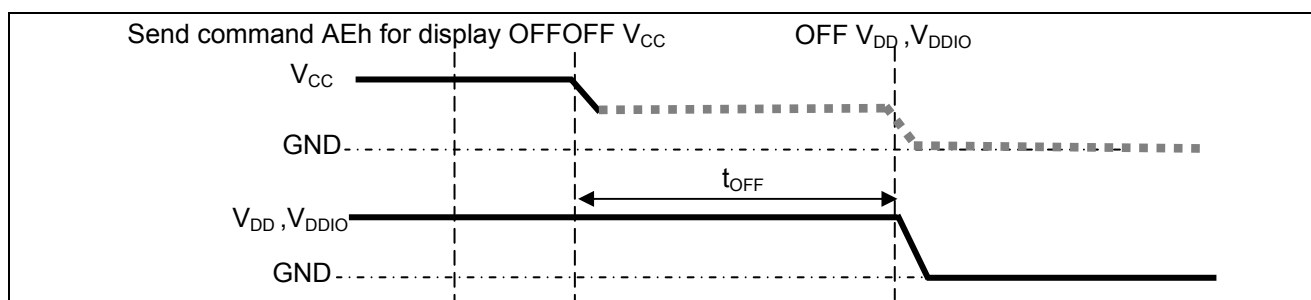 Send command AEh for display OFFOFF VCC OFF VDD ,VDDIO
VCC
GND
tOFF
VDD ,VDDIO
GND